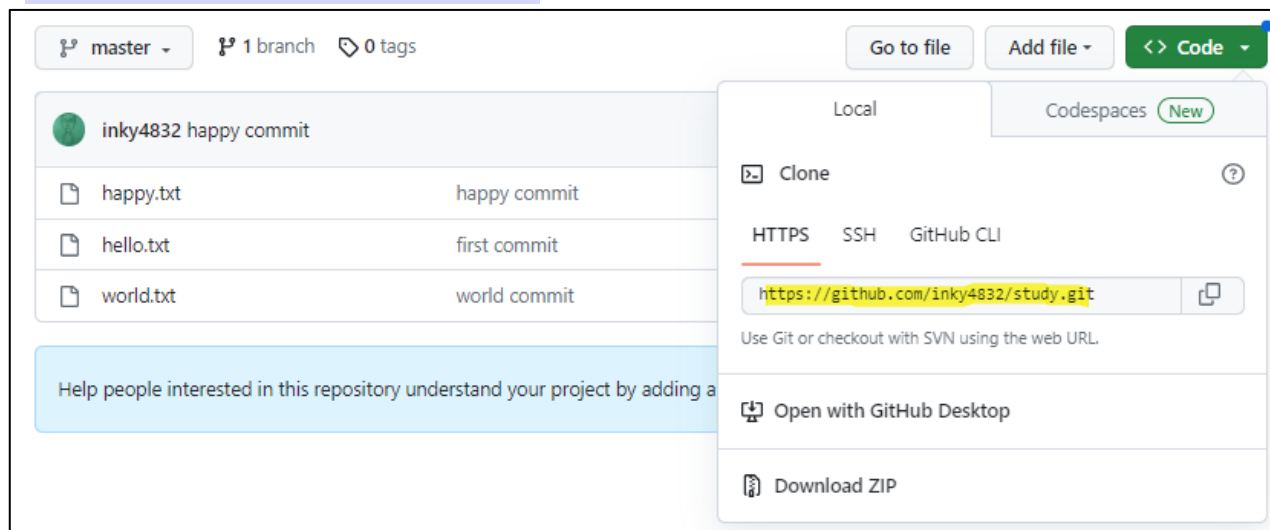 master 1 branch 0 tags Go to file Add file <> Code
Local Codespaces New
inky4832 happy commit
Clone
happy.txt happy commit
HTTPS SSH GitHub CLI
hello.txt first commit
world.txt world commit
https://github.com/inky4832/study.git
Use Git or checkout with SVN using the web URL.
Help people interested in this repository understand your project by adding a
Open with GitHub Desktop
Download ZIP